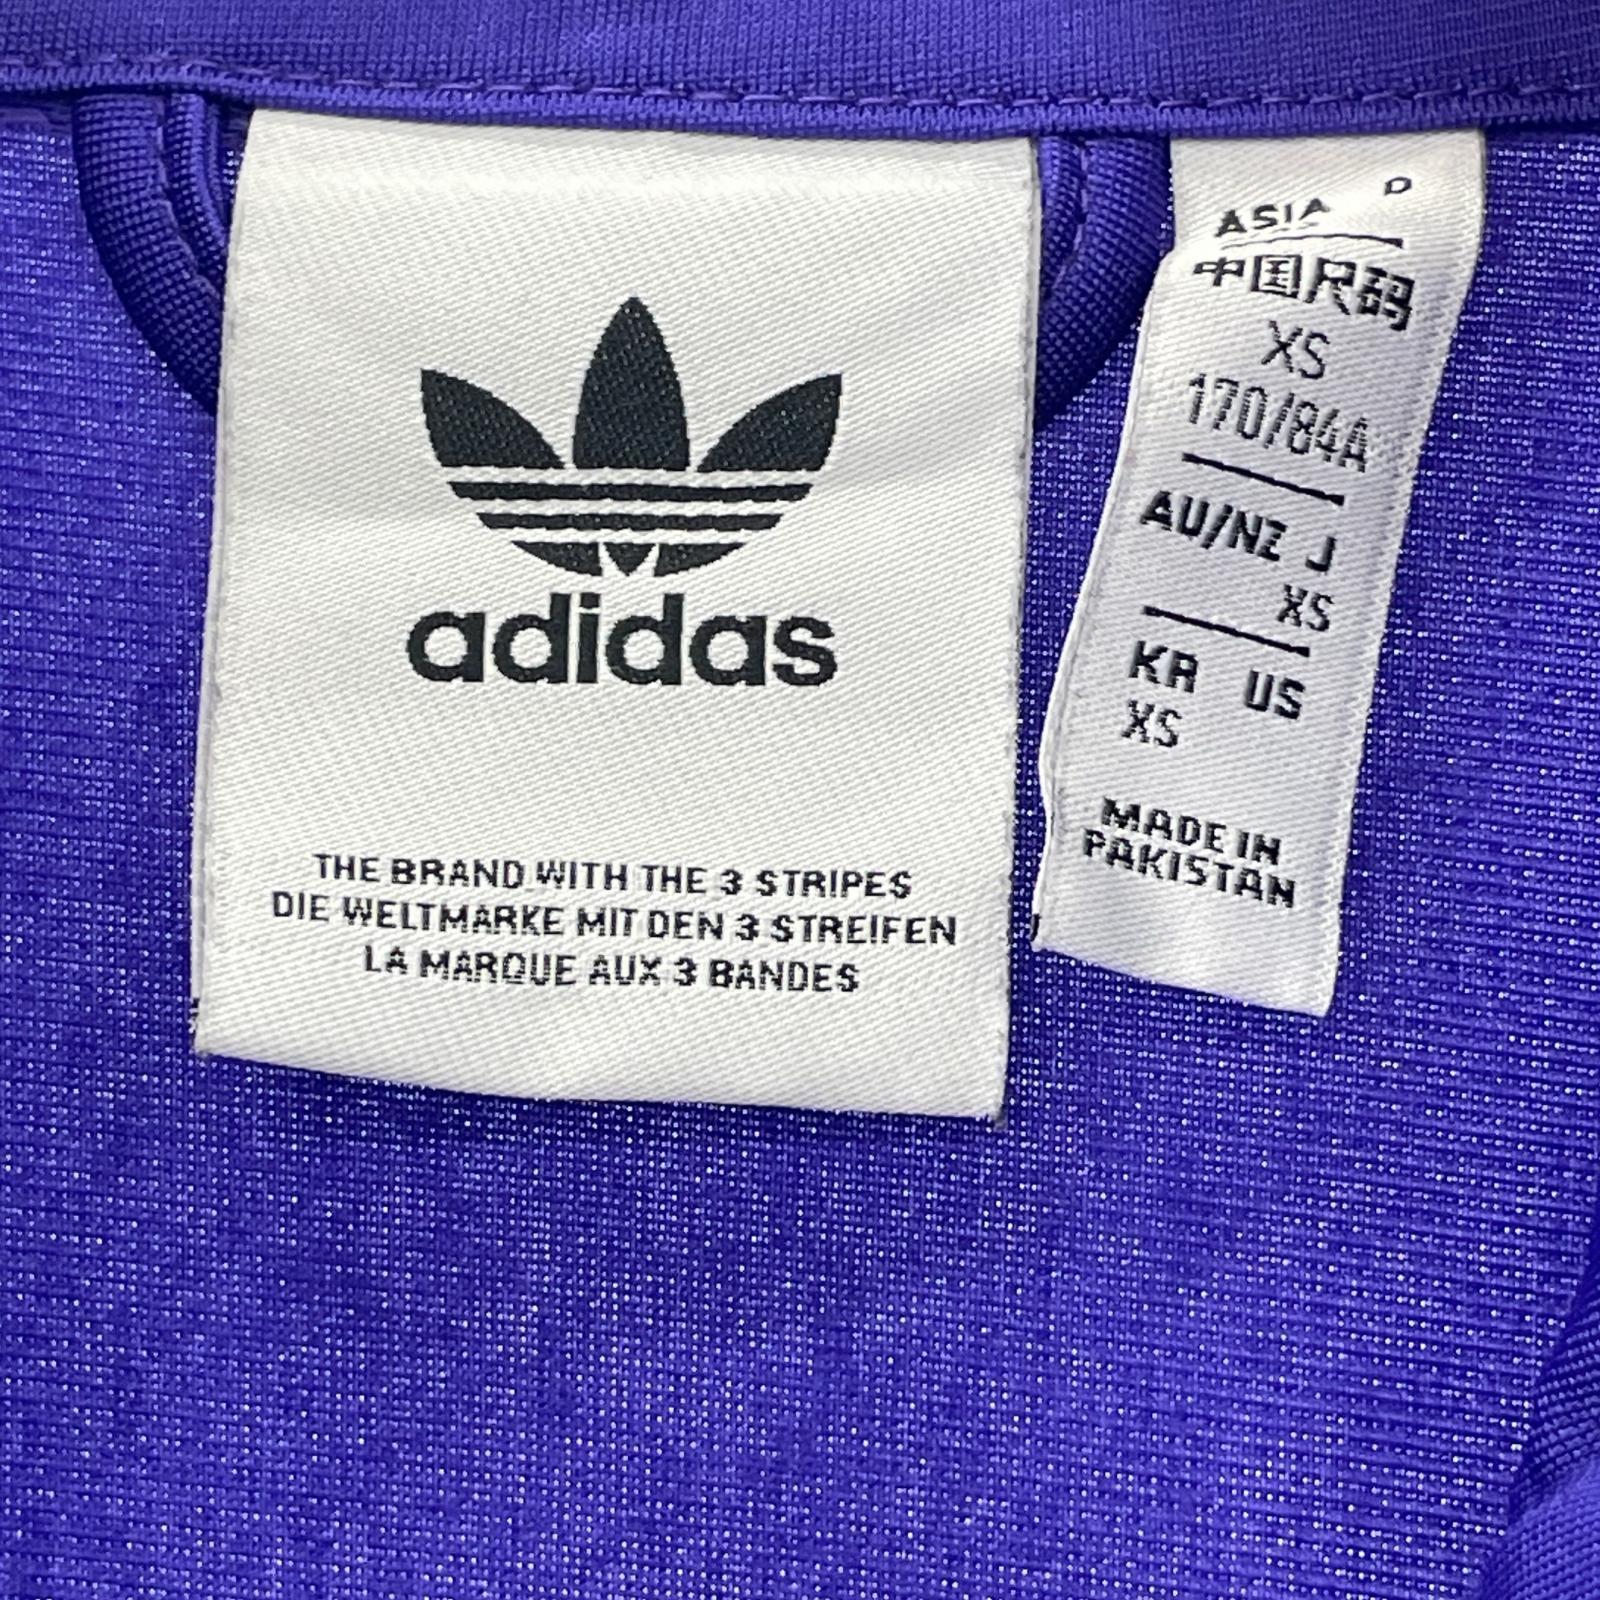 adidas
THE BRAND WITH THE 3 STRIPES
DIE WELTMARKE MIT DEN 3 STREIFEN
LA MARQUE AUX 3 BANDES
ASIA
中国尺码
XS
170/84A
AU/NZ J
XS
KR US
XS
MADE IN
PAKISTAN